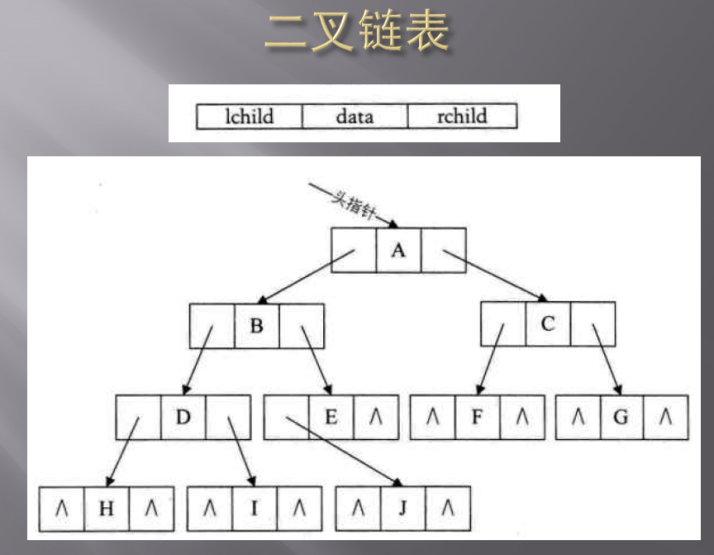 二叉链表
lchild data rchild
头指针
A
B C
D E ∧ ∧ F ∧ ∧ G ∧
∧ H ∧ ∧ I ∧ ∧ J ∧